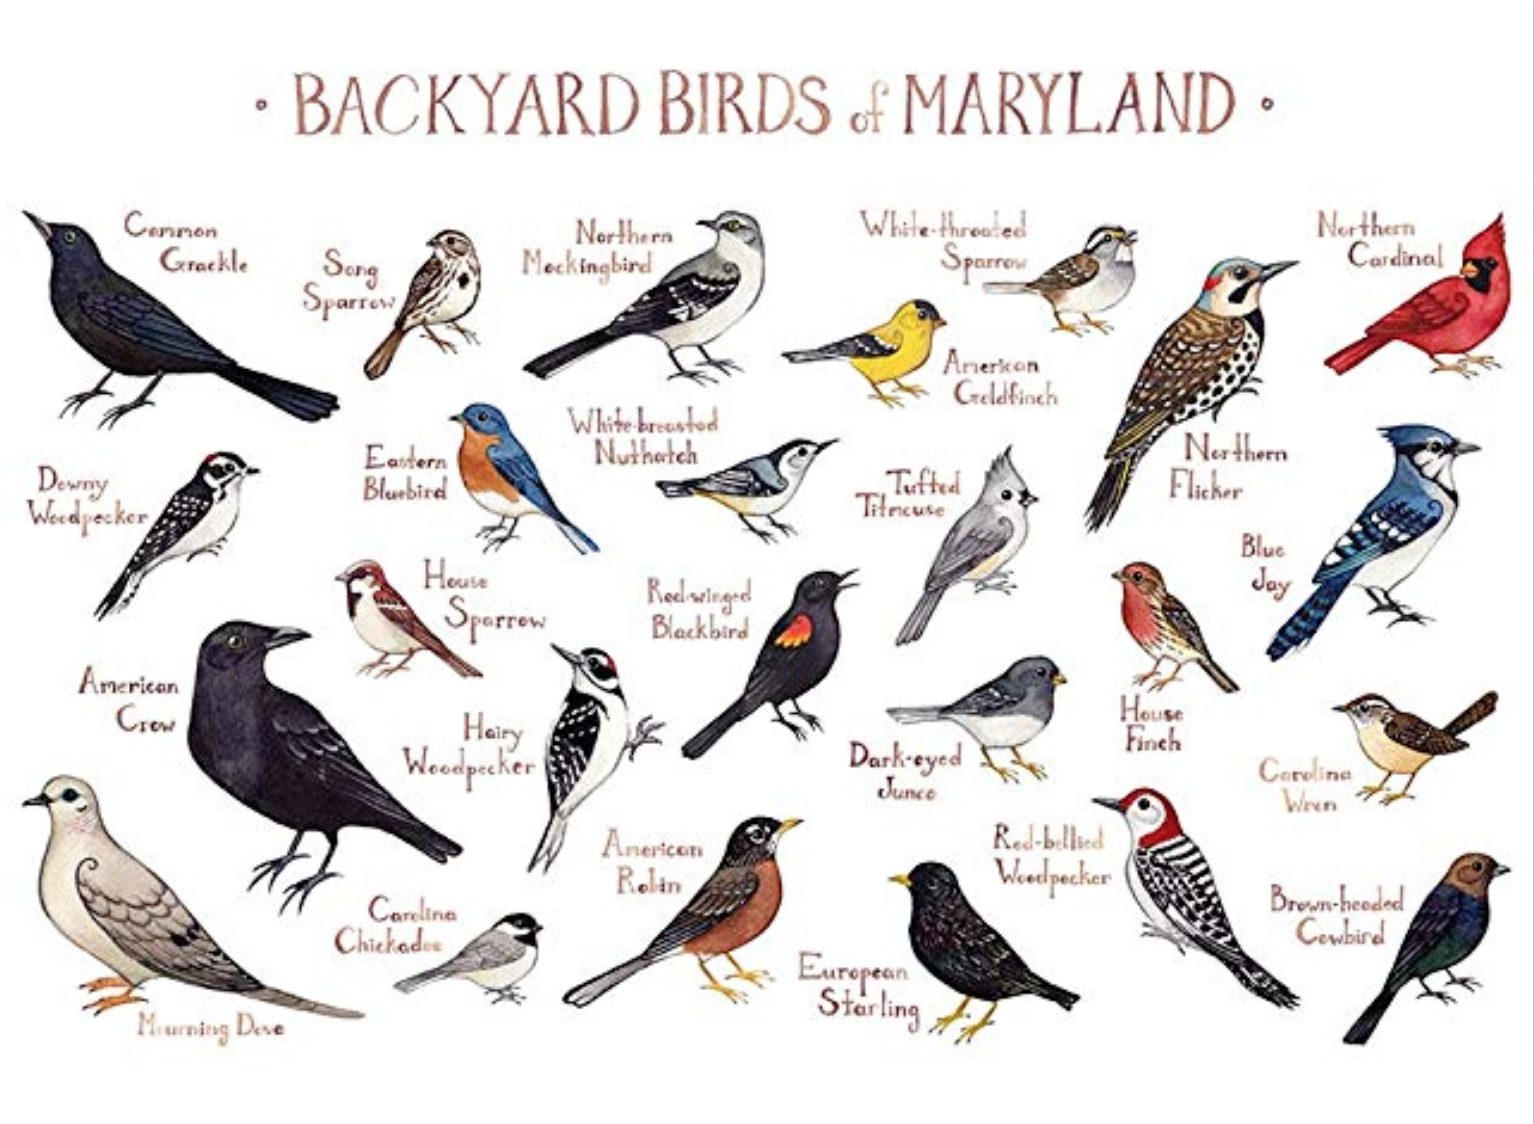 • BACKYARD BIRDS of MARYLAND •
Common
Grackle
Song
Sparrow
Northern
Mockingbird
White-throated
Sparrow
Northern
Cardinal
American
Goldfinch
Downy
Woodpecker
Eastern
Bluebird
White-breasted
Nuthatch
Tufted
Titmouse
Northern
Flicker
Blue
Jay
House
Sparrow
Red-winged
Blackbird
American
Crow
Hairy
Woodpecker
Dark-eyed
Junco
House
Finch
Carolina
Wren
American
Robin
Red-bellied
Woodpecker
Carolina
Chickadee
European
Starling
Brown-headed
Cowbird
Mourning Dove